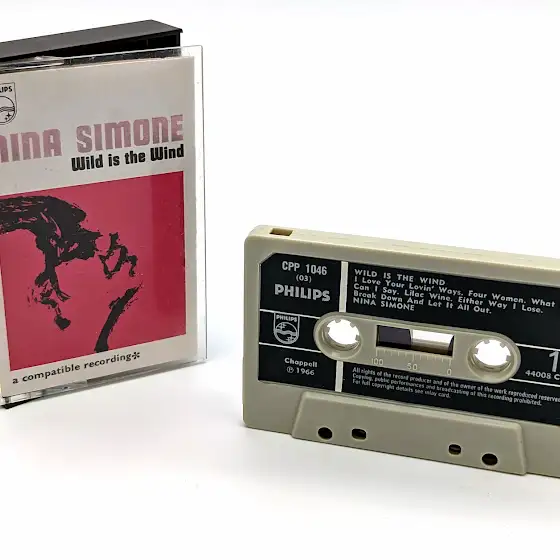 PHILIPS
NINA SIMONE
Wild is the Wind
a compatible recording*
CPP 1046
(03)
PHILIPS
PHILIPS
Chappell
℗ 1966
WILD IS THE WIND
I Love Your Lovin' Ways. Four Women. What
Can I Say. Lilac Wine. Either Way I Lose.
Break Down And Let It All Out.
NINA SIMONE
100 50 0
1
44008 C
All rights of the record producer and of the owner of the work reproduced reserved.
Copying, public performances and broadcasting of this recording prohibited.
For full copyright details see inlay card.